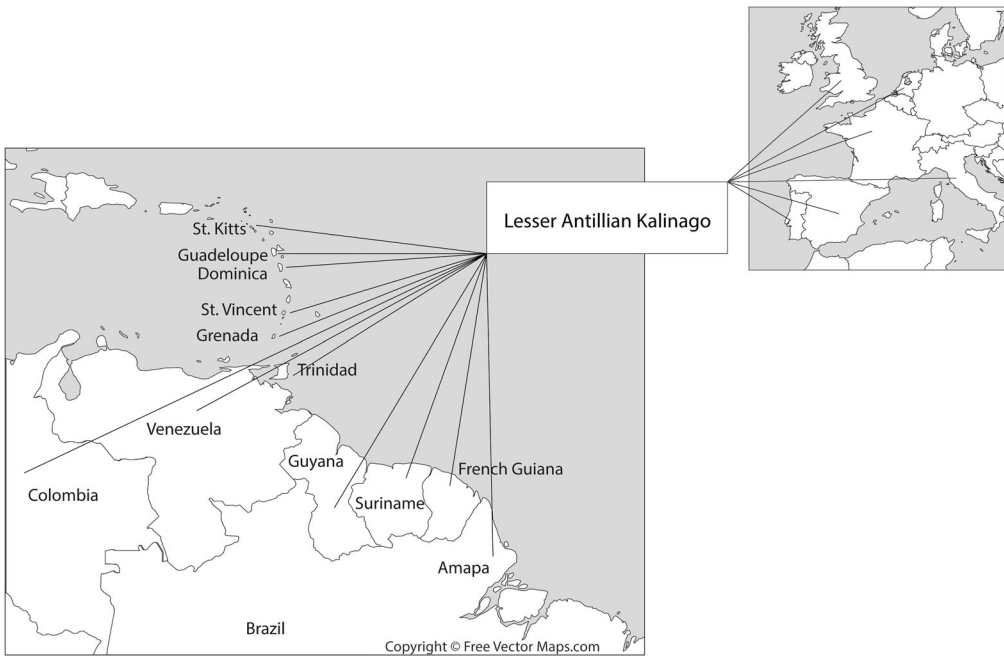 Lesser Antillian Kalinago
St. Kitts
Guadeloupe
Dominica
St. Vincent
Grenada
Trinidad
Venezuela
Guyana
French Guiana
Colombia
Suriname
Amapa
Brazil
Copyright © Free Vector Maps.com